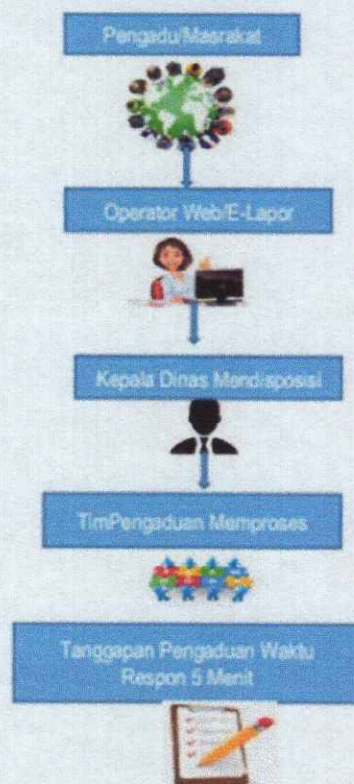 Pengadu/Masrakat
Operator Web/E-Lapor
Kepala Dinas Mendisposisi
TimPengaduan Memproses
Tanggapan Pengaduan Waktu
Respon 5 Menit